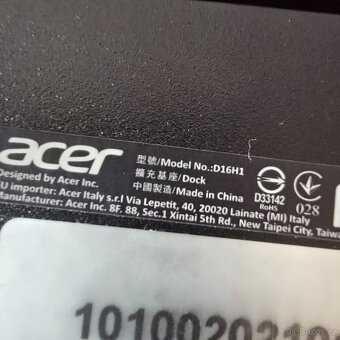 acer
型號/Model No.:D16H1
擴充基座/Dock
中國製造/Made in China
D33142
RoHS
028
Designed by Acer Inc.
EU importer: Acer Italy s.r.l Via Lepetit, 40, 20020 Lainate (MI) Italy
Manufacturer: Acer Inc. 8F. 88, Sec.1 Xintai 5th Rd., New Taipei City,